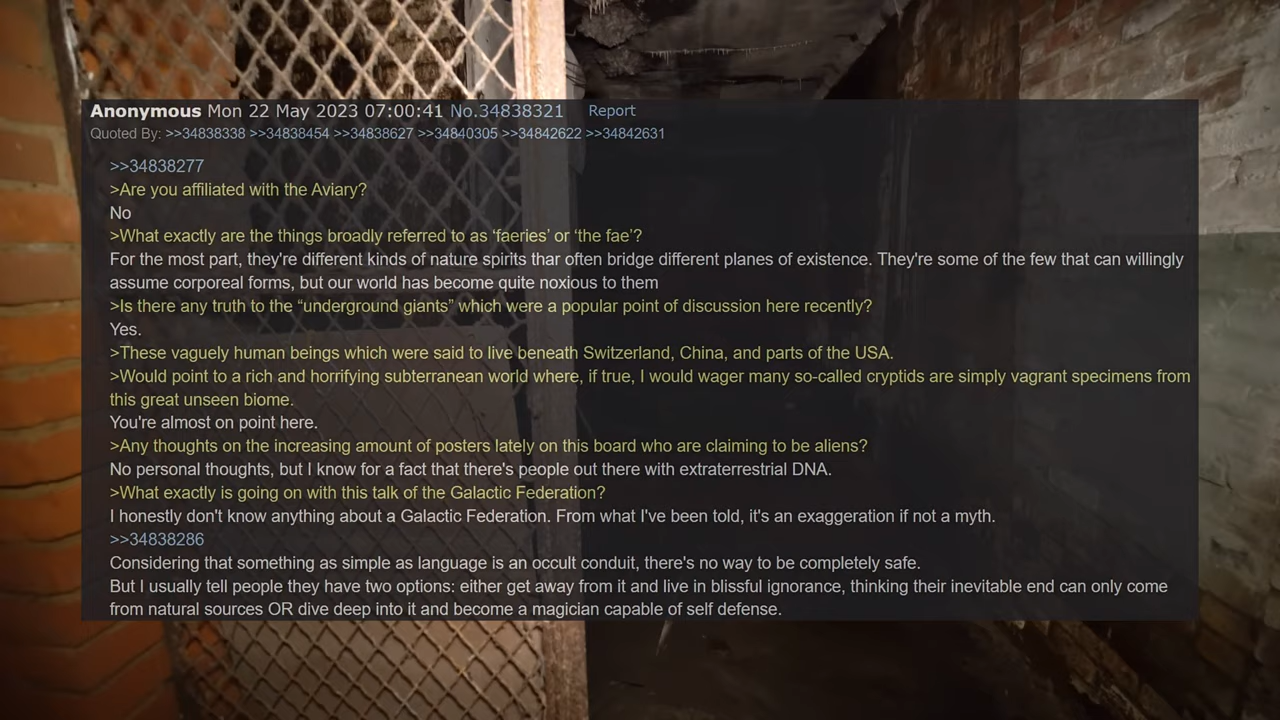 Anonymous Mon 22 May 2023 07:00:41 No.34838321 Report
Quoted By: >>34838338 >>34838454 >>34838627 >>34840305 >>34842622 >>34842631
>>34838277
>Are you affiliated with the Aviary?
No
>What exactly are the things broadly referred to as ‘faeries’ or ‘the fae’?
For the most part, they're different kinds of nature spirits thar often bridge different planes of existence. They're some of the few that can willingly
assume corporeal forms, but our world has become quite noxious to them
>Is there any truth to the “underground giants” which were a popular point of discussion here recently?
Yes.
>These vaguely human beings which were said to live beneath Switzerland, China, and parts of the USA.
>Would point to a rich and horrifying subterranean world where, if true, I would wager many so-called cryptids are simply vagrant specimens from
this great unseen biome.
You're almost on point here.
>Any thoughts on the increasing amount of posters lately on this board who are claiming to be aliens?
No personal thoughts, but I know for a fact that there's people out there with extraterrestrial DNA.
>What exactly is going on with this talk of the Galactic Federation?
I honestly don't know anything about a Galactic Federation. From what I've been told, it's an exaggeration if not a myth.
>>34838286
Considering that something as simple as language is an occult conduit, there's no way to be completely safe.
But I usually tell people they have two options: either get away from it and live in blissful ignorance, thinking their inevitable end can only come
from natural sources OR dive deep into it and become a magician capable of self defense.